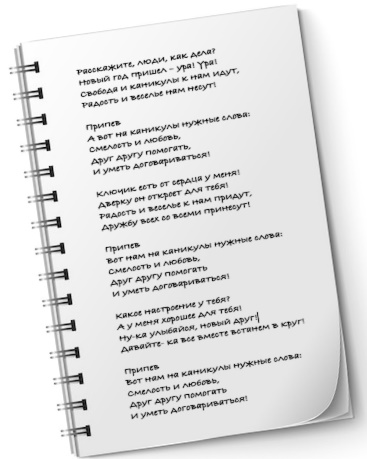 Расскажите, люди, как дела?
Новый год пришел – ура! Ура!
Свобода и каникулы к нам идут,
Радость и веселье нам несут!
Припев
А вот на каникулы нужные слова:
Смелость и любовь,
Друг другу помогать,
И уметь договариваться!
Ключик есть от сердца у меня!
Дверку он откроет для тебя!
Радость и веселье к нам придут,
Дружбу всех со всеми принесут!
Припев
Вот нам на каникулы нужные слова:
Смелость и любовь,
Друг другу помогать
И уметь договариваться!
Какое настроение у тебя?
А у меня хорошее для тебя!
Ну-ка улыбайся, новый друг!
Давайте- ка все вместе встанем в круг!
Припев
Вот нам на каникулы нужные слова:
Смелость и любовь,
Друг другу помогать
И уметь договариваться!